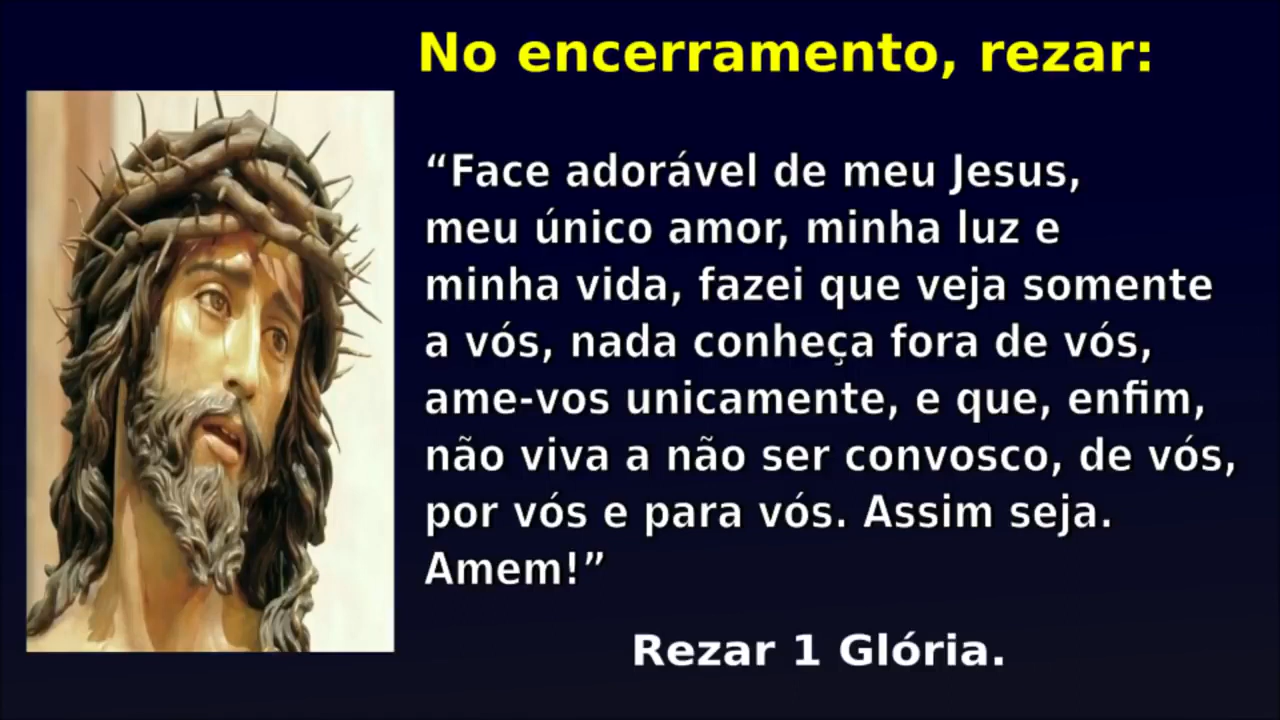 No encerramento, rezar:
“Face adorável de meu Jesus,
meu único amor, minha luz e
minha vida, fazei que veja somente
a vós, nada conheça fora de vós,
ame-vos unicamente, e que, enfim,
não viva a não ser convosco, de vós,
por vós e para vós. Assim seja.
Amem!”
Rezar 1 Glória.